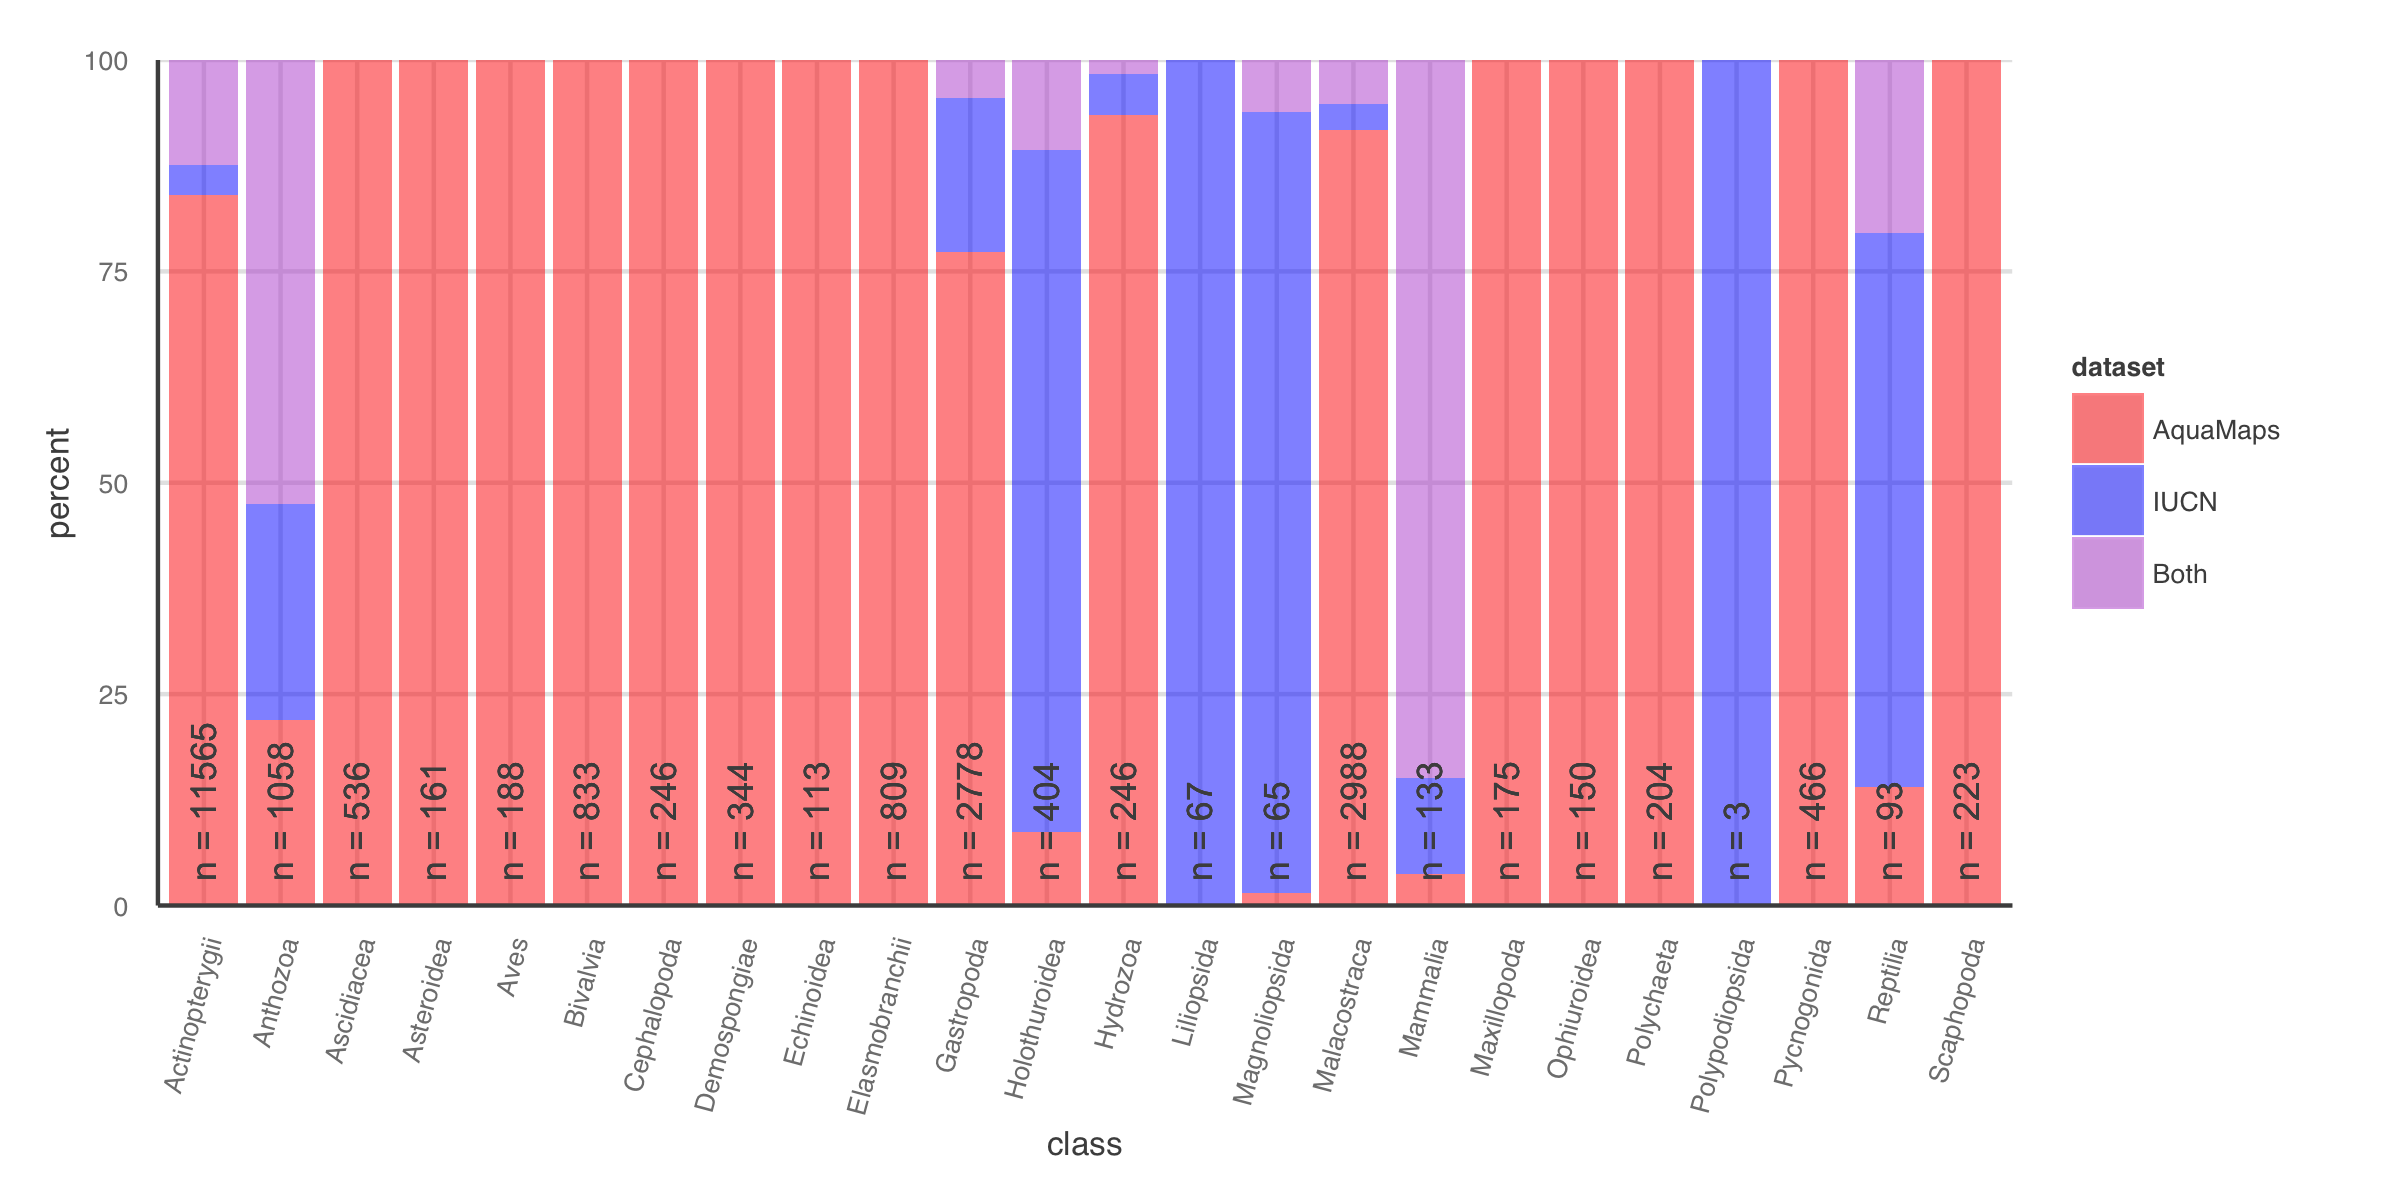 100
75
50
25
0
percent
n = 11565
n = 1058
n = 536
n = 161
n = 188
n = 833
n = 246
n = 344
n = 113
n = 809
n = 2778
n = 404
n = 246
n = 67
n = 65
n = 2988
n = 133
n = 175
n = 150
n = 204
n = 3
n = 466
n = 93
n = 223
Actinopterygii
Anthozoa
Ascidiacea
Asteroidea
Aves
Bivalvia
Cephalopoda
Demospongiae
Echinoidea
Elasmobranchii
Gastropoda
Holothuroidea
Hydrozoa
Liliopsida
Magnoliopsida
Malacostraca
Mammalia
Maxillopoda
Ophiuroidea
Polychaeta
Polypodiopsida
Pycnogonida
Reptilia
Scaphopoda
class
dataset
AquaMaps
IUCN
Both